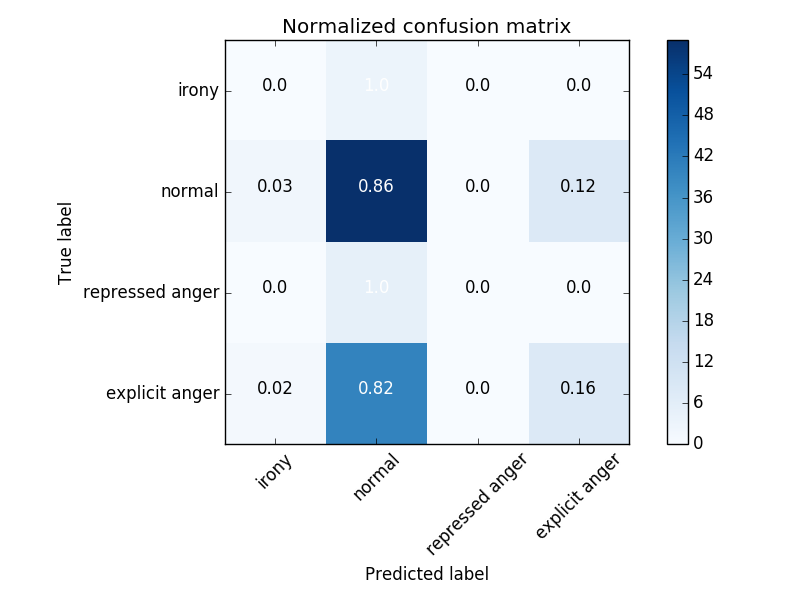 Normalized confusion matrix
True label
irony 0.0 1.0 0.0 0.0
normal 0.03 0.86 0.0 0.12
repressed anger 0.0 1.0 0.0 0.0
explicit anger 0.02 0.82 0.0 0.16
irony normal repressed anger explicit anger
Predicted label
54
48
42
36
30
24
18
12
6
0